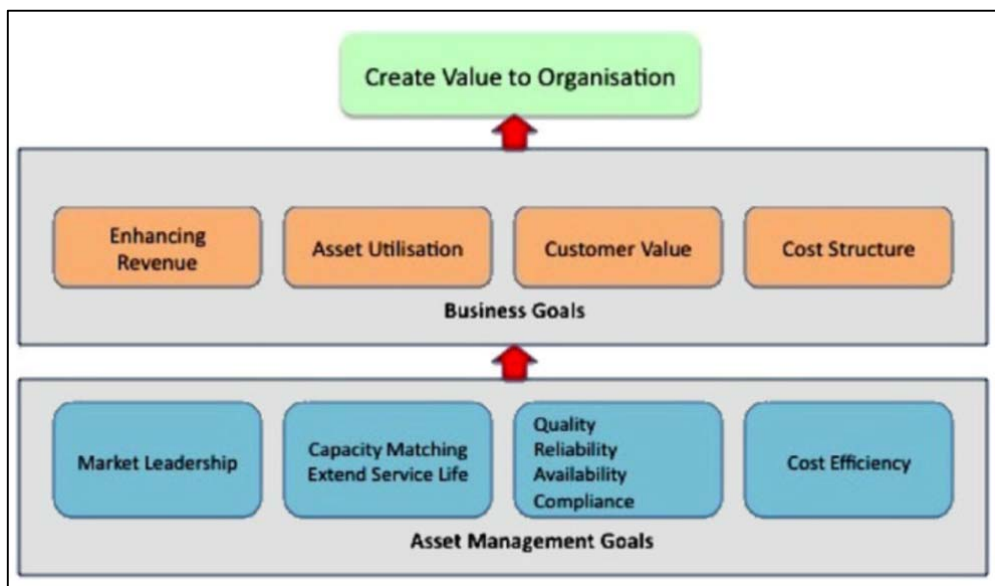 Create Value to Organisation
Enhancing
Revenue
Asset Utilisation
Customer Value
Cost Structure
Business Goals
Market Leadership
Capacity Matching
Extend Service Life
Quality
Reliability
Availability
Compliance
Cost Efficiency
Asset Management Goals